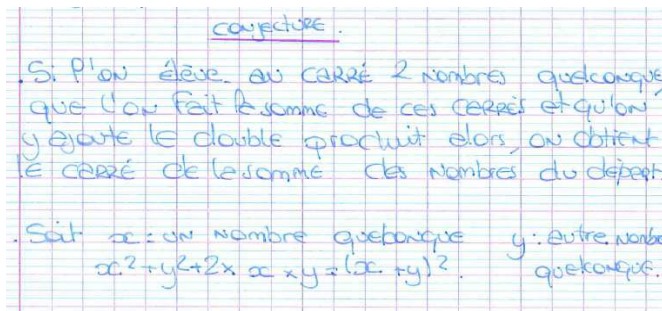 CONJECTURE.
. Si l'on élève au CARRÉ 2 nombres quelconque
que l'on fait la somme de ces CARRÉS et qu'on
y ajoute le double produit alors, on obtient
le CARRÉ de la somme des nombres du départ.
. Soit x : un nombre quelconque y : autre nombre
x² + y² + 2 × x × y = (x + y)². quelconque.